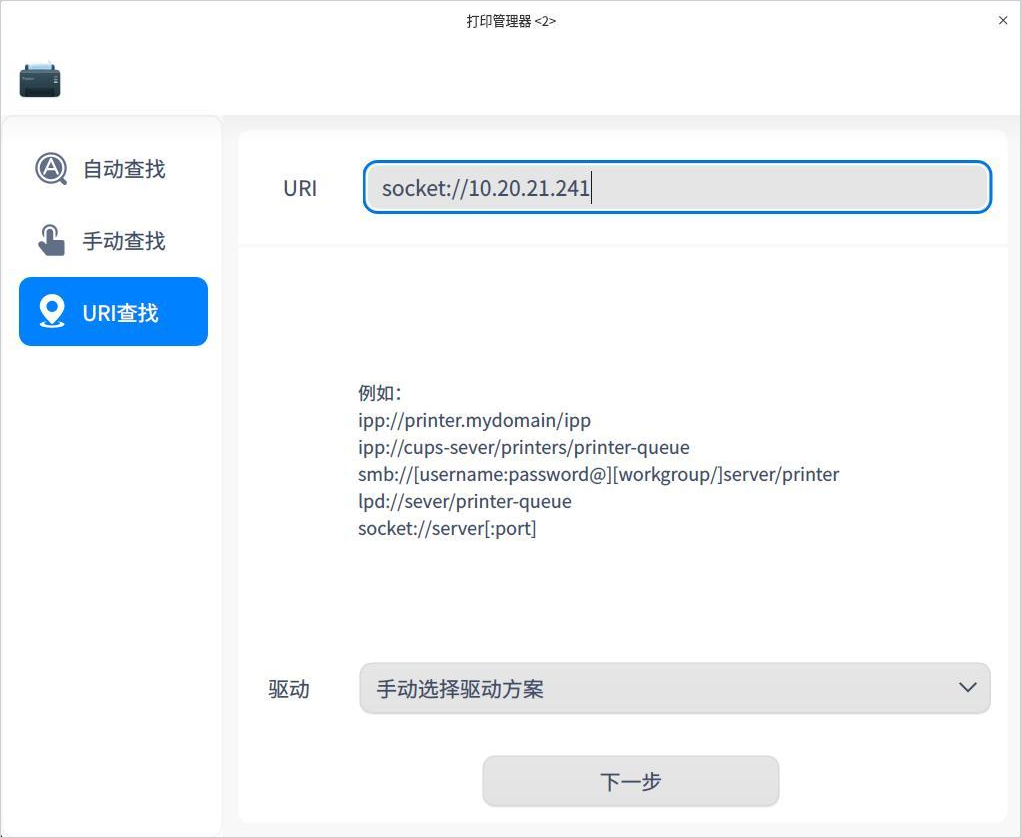 打印管理器 <2>
自动查找
手动查找
URI查找
URI
socket://10.20.21.241
例如：
ipp://printer.mydomain/ipp
ipp://cups-sever/printers/printer-queue
smb://[username:password@][workgroup/]server/printer
lpd://sever/printer-queue
socket://server[:port]
驱动
手动选择驱动方案
下一步